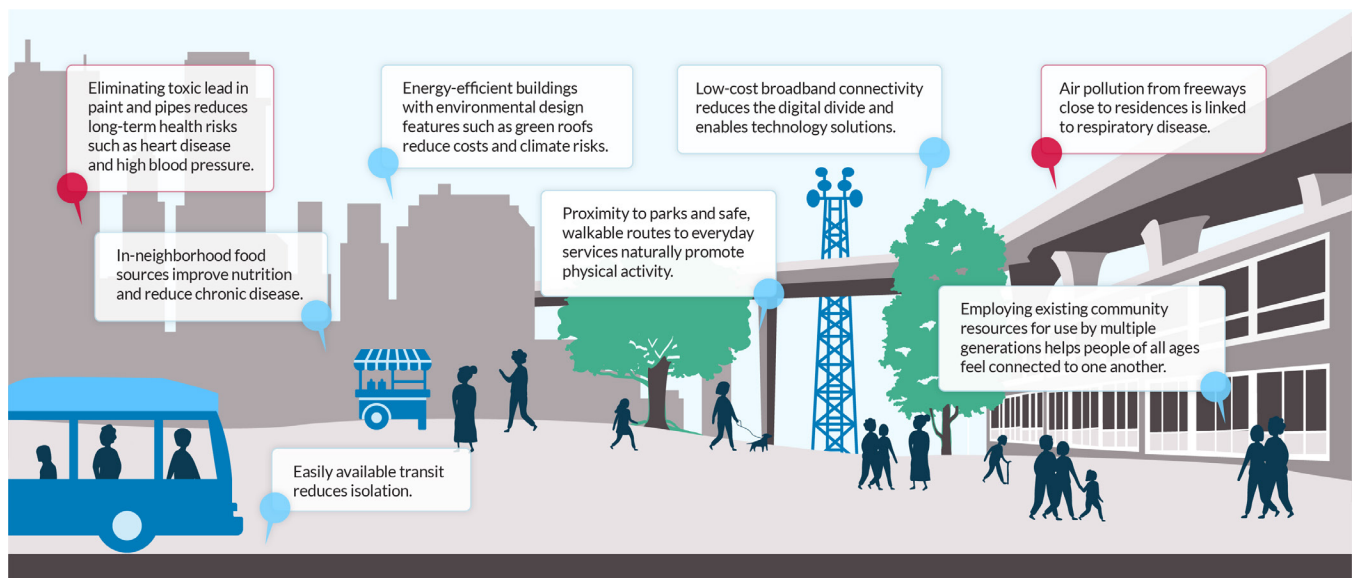 Eliminating toxic lead in
paint and pipes reduces
long-term health risks
such as heart disease
and high blood pressure.
Energy-efficient buildings
with environmental design
features such as green roofs
reduce costs and climate risks.
Low-cost broadband connectivity
reduces the digital divide and
enables technology solutions.
Air pollution from freeways
close to residences is linked
to respiratory disease.
In-neighborhood food
sources improve nutrition
and reduce chronic disease.
Proximity to parks and safe,
walkable routes to everyday
services naturally promote
physical activity.
Employing existing community
resources for use by multiple
generations helps people of all ages
feel connected to one another.
Easily available transit
reduces isolation.